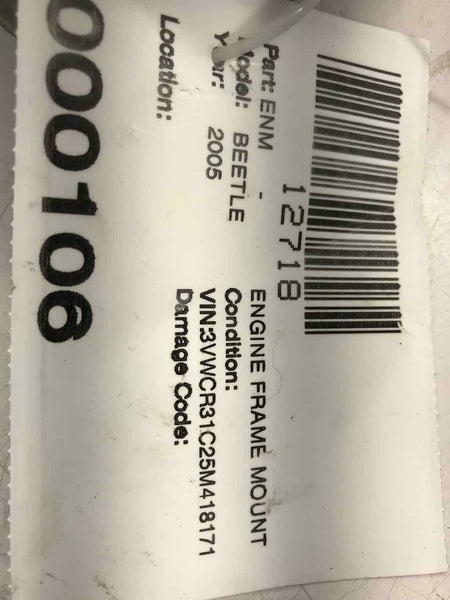 12718
Part: ENM - ENGINE FRAME MOUNT
Model: BEETLE Condition:
Year: 2005 VIN:3VWCR31C25M418171
Damage Code:
Location:
000106